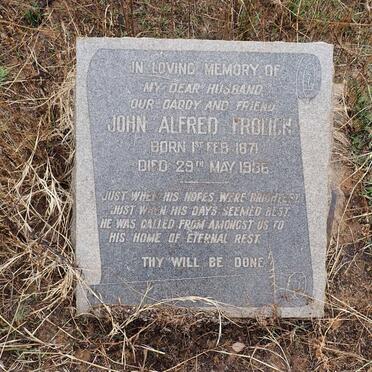 IN LOVING MEMORY OF
MY DEAR HUSBAND
OUR DADDY AND FRIEND
JOHN ALFRED
BORN 1ST FEB 1871
DIED 29TH MAY 1936
JUST WHEN HIS HOPES WERE BRIGHTEST
JUST WHEN HIS DAYS SEEMED BEST
HE WAS CALLED FROM AMONGST US TO
HIS HOME OF ETERNAL REST
THY WILL BE DONE